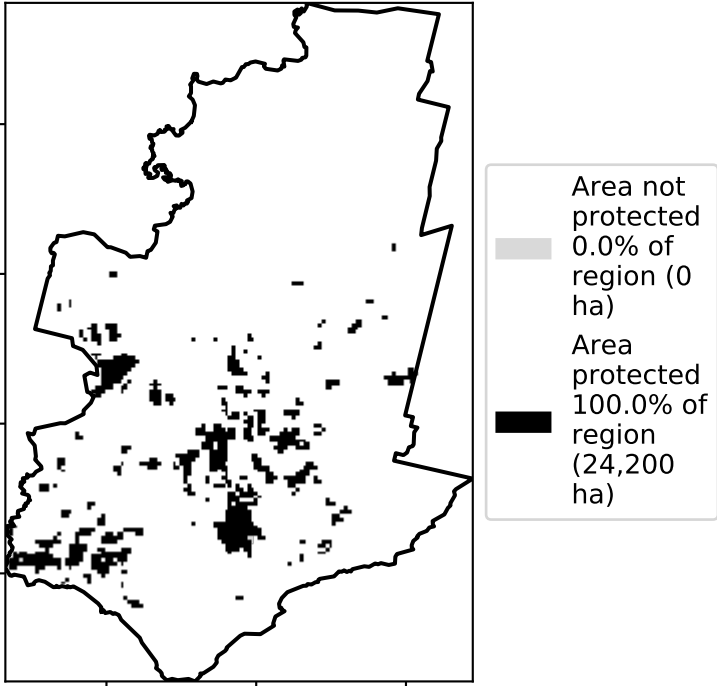 Area not
protected
0.0% of
region (0
ha)
Area
protected
100.0% of
region
(24,200
ha)